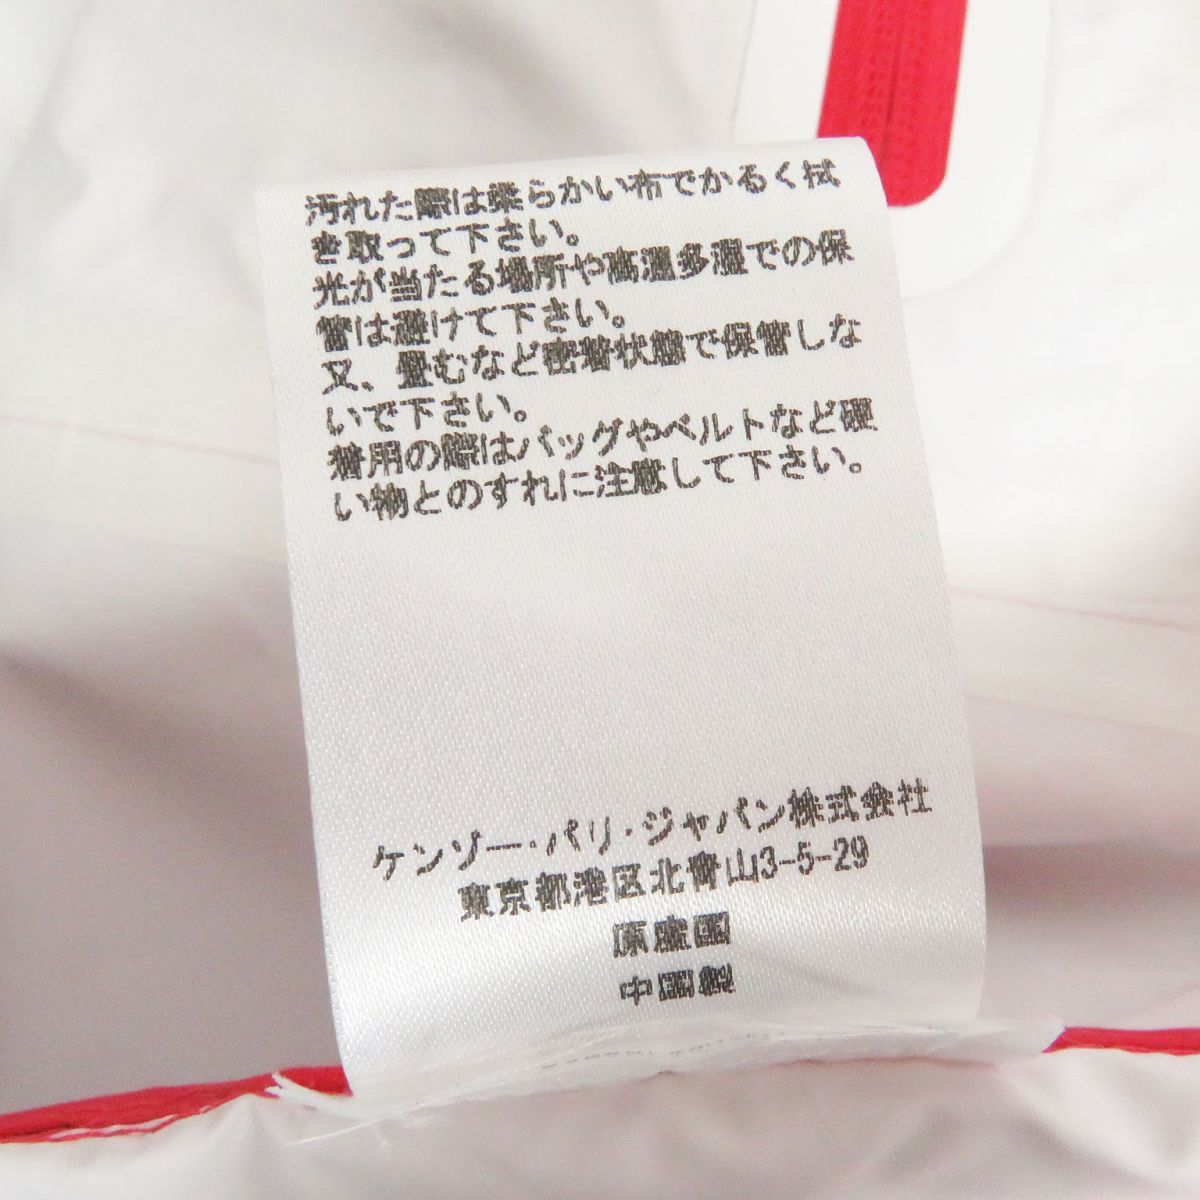 汚れた際は柔らかい布でかるく拭
き取って下さい。
光が当たる場所や高温多湿での保
管は避けて下さい。
又、畳むなど密着状態で保管しな
いで下さい。
着用の際はバッグやベルトなど硬
い物とのすれに注意して下さい。
ケンゾー・パリ・ジャパン株式会社
東京都港区北青山3-5-29
原産国
中国製